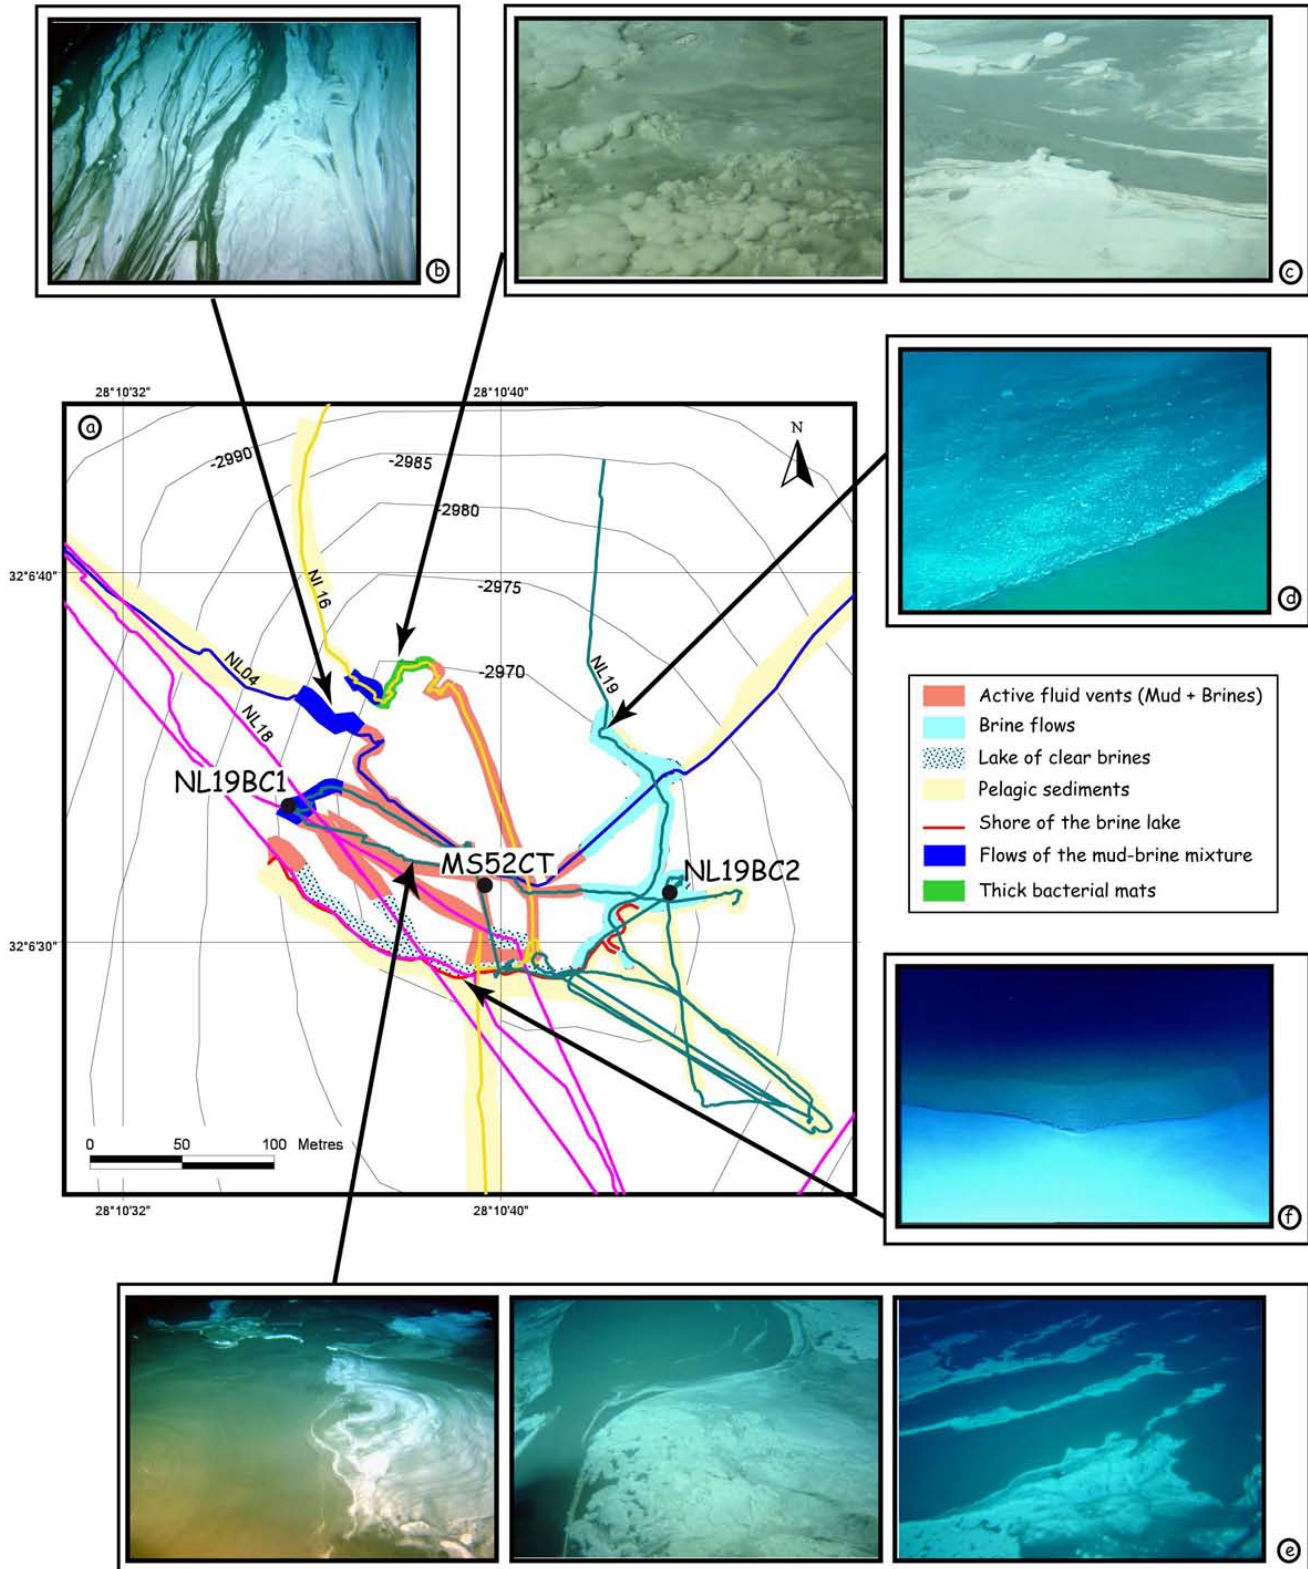 b
c
28°10'32"
28°10'40"
a
-2990
-2985
N
-2980
32°6'40"
-2975
d
NL16
NL04
-2970
NL19
NL18
NL19BC1
MS52CT
NL19BC2
Active fluid vents (Mud + Brines)
Brine flows
Lake of clear brines
Pelagic sediments
Shore of the brine lake
Flows of the mud-brine mixture
Thick bacterial mats
32°6'30"
0 50 100 Metres
28°10'32"
28°10'40"
f
e